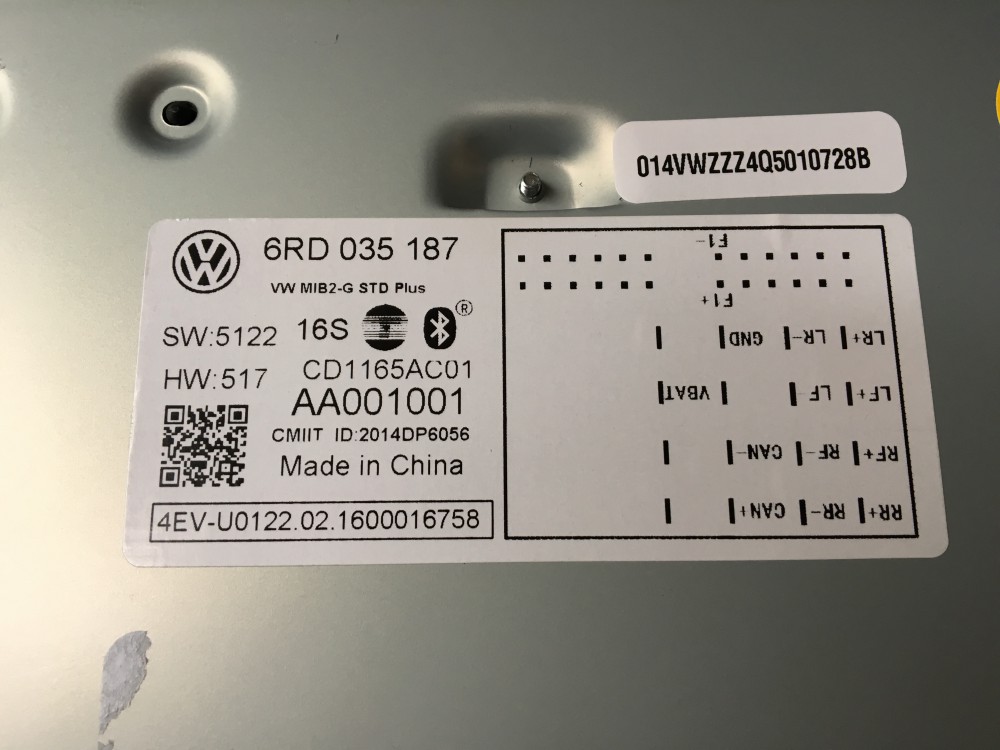 014VWZZZ4Q5010728B
6RD 035 187
VW MIB2-G STD Plus
SW:5122 16S ®
HW:517 CD1165AC01
AA001001
CMIIT ID:2014DP6056
Made in China
4EV-U0122.02.1600016758
F1-
F1+
GND LR- LR+
VBAT LF LF+
CAN- RF- RF+
CAN+ RR- RR+